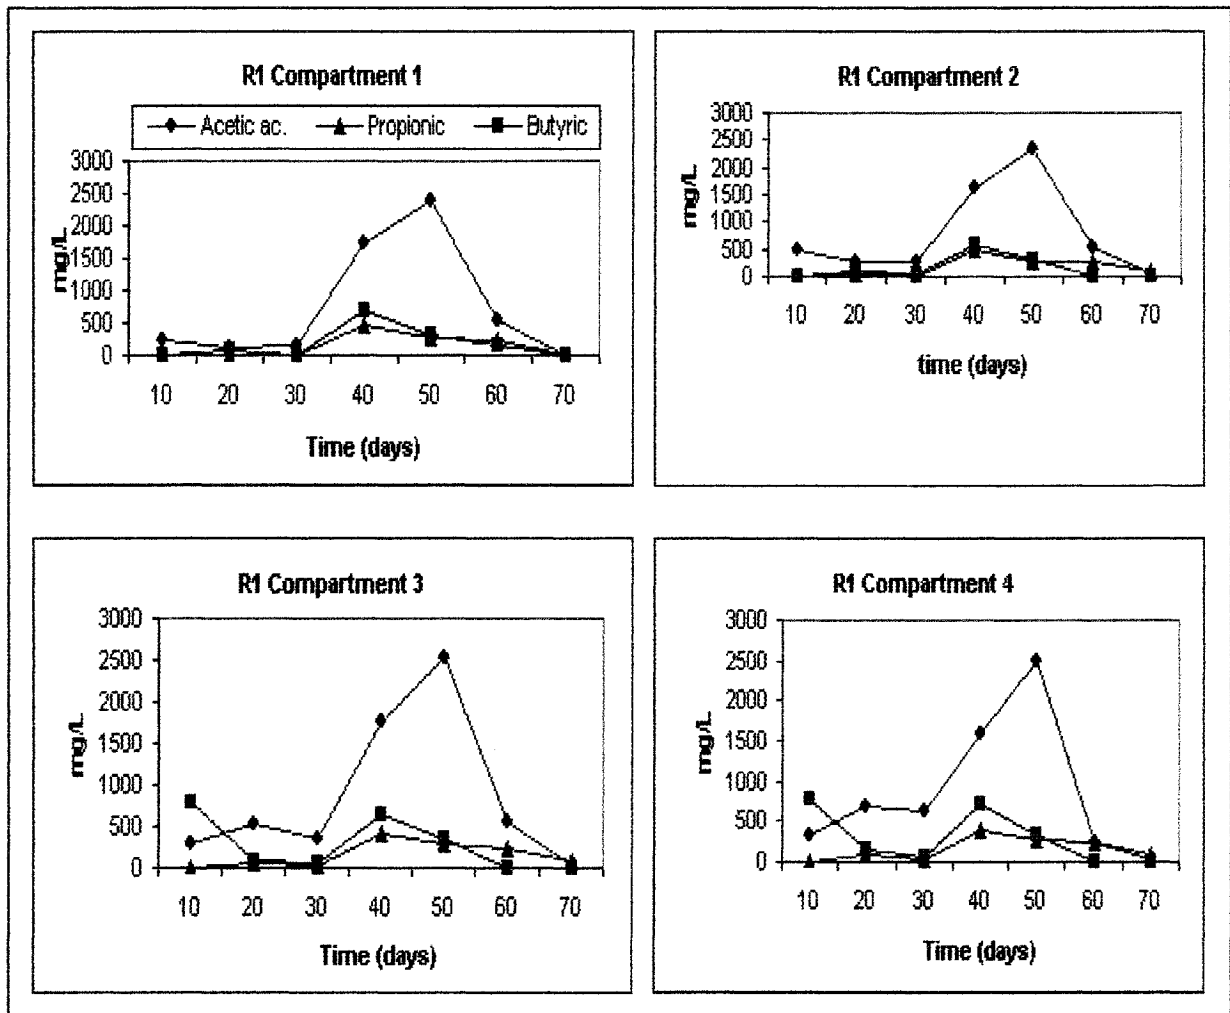 R1 Compartment 1
Acetic ac. Propionic Butyric
3000
2500
2000
1500
1000
500
0
mg/L
10 20 30 40 50 60 70
Time (days)
R1 Compartment 2
3000
2500
2000
1500
1000
500
0
mg/L
10 20 30 40 50 60 70
time (days)
R1 Compartment 3
3000
2500
2000
1500
1000
500
0
mg/L
10 20 30 40 50 60 70
Time (days)
R1 Compartment 4
3000
2500
2000
1500
1000
500
0
mg/L
10 20 30 40 50 60 70
Time (days)